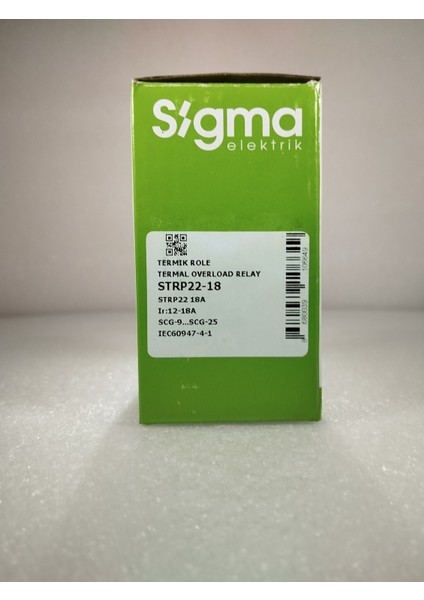 Sigma
elektrik
TERMIK ROLE
TERMAL OVERLOAD RELAY
STRP22-18
STRP22 18A
Ir:12-18A
SCG-9...SCG-25
IEC60947-4-1